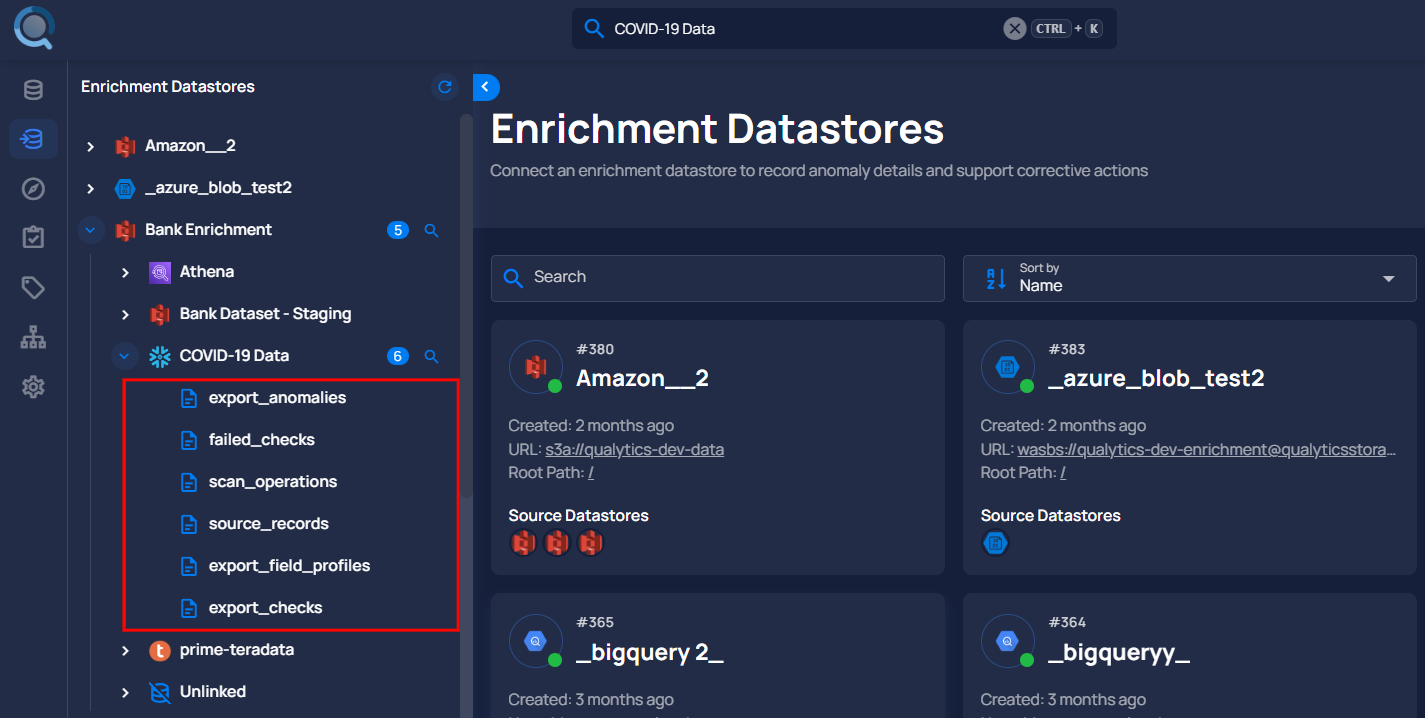 COVID-19 Data
CTRL + K
Enrichment Datastores
Amazon__2
_azure_blob_test2
Bank Enrichment 5
Athena
Bank Dataset - Staging
COVID-19 Data 6
export_anomalies
failed_checks
scan_operations
source_records
export_field_profiles
export_checks
prime-teradata
Unlinked
Enrichment Datastores
Connect an enrichment datastore to record anomaly details and support corrective actions
Search
Sort by
Name
#380
Amazon__2
Created: 2 months ago
URL: s3a://qualytics-dev-data
Root Path: /
Source Datastores
#383
_azure_blob_test2
Created: 2 months ago
URL: wasbs://qualytics-dev-enrichment@qualyticsstora...
Root Path: /
Source Datastores
#365
_bigquery 2_
Created: 3 months ago
#364
_bigqueryy_
Created: 3 months ago